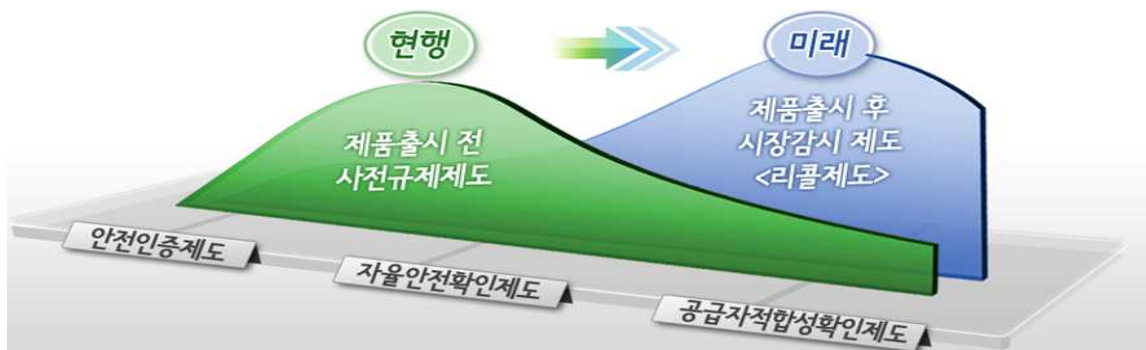 현행
미래
제품출시 전
사전규제제도
제품출시 후
시장감시 제도
<리콜제도>
안전인증제도
자율안전확인제도
공급자적합성확인제도